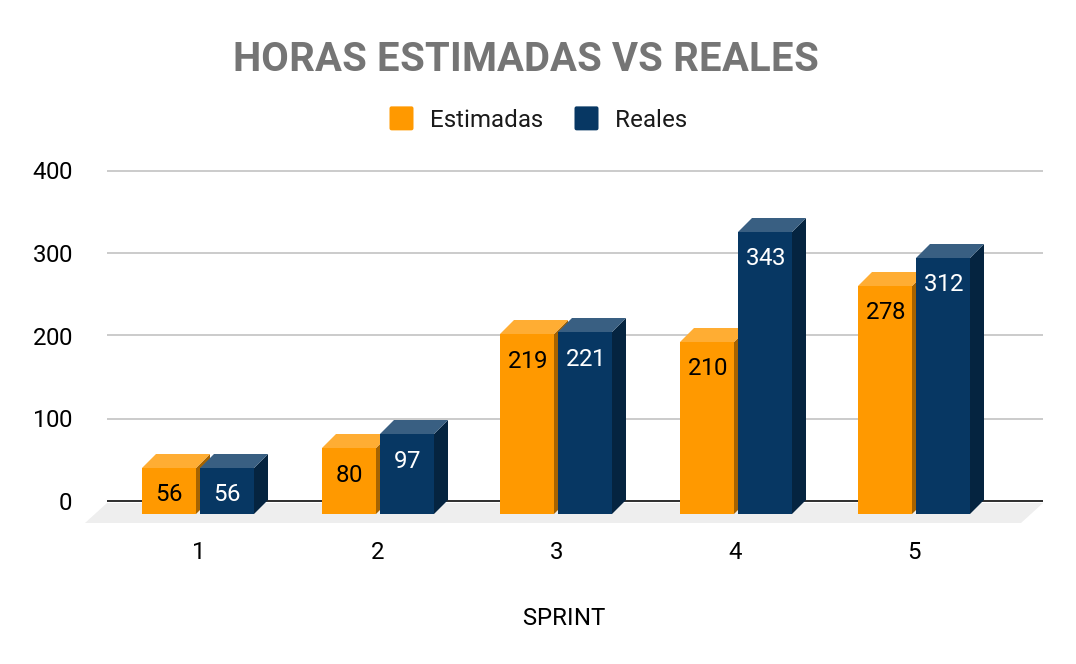 HORAS ESTIMADAS VS REALES
Estimadas Reales
400
300
200
100
0
56 56 80 97 219 221 210 343 278 312
1 2 3 4 5
SPRINT